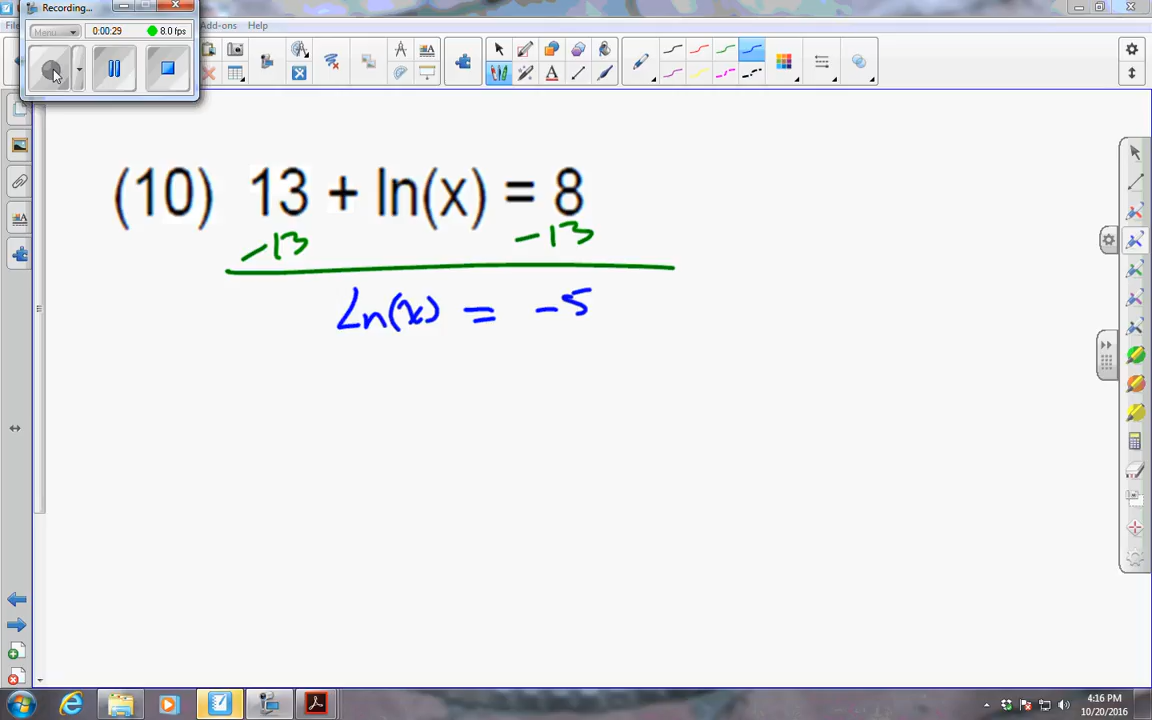 Recording...
Menu 0:00:29 8.0 fps
Add-ons Help
(10) 13 + ln(x) = 8
-13 -13
Ln(x) = -5
4:16 PM
10/20/2016